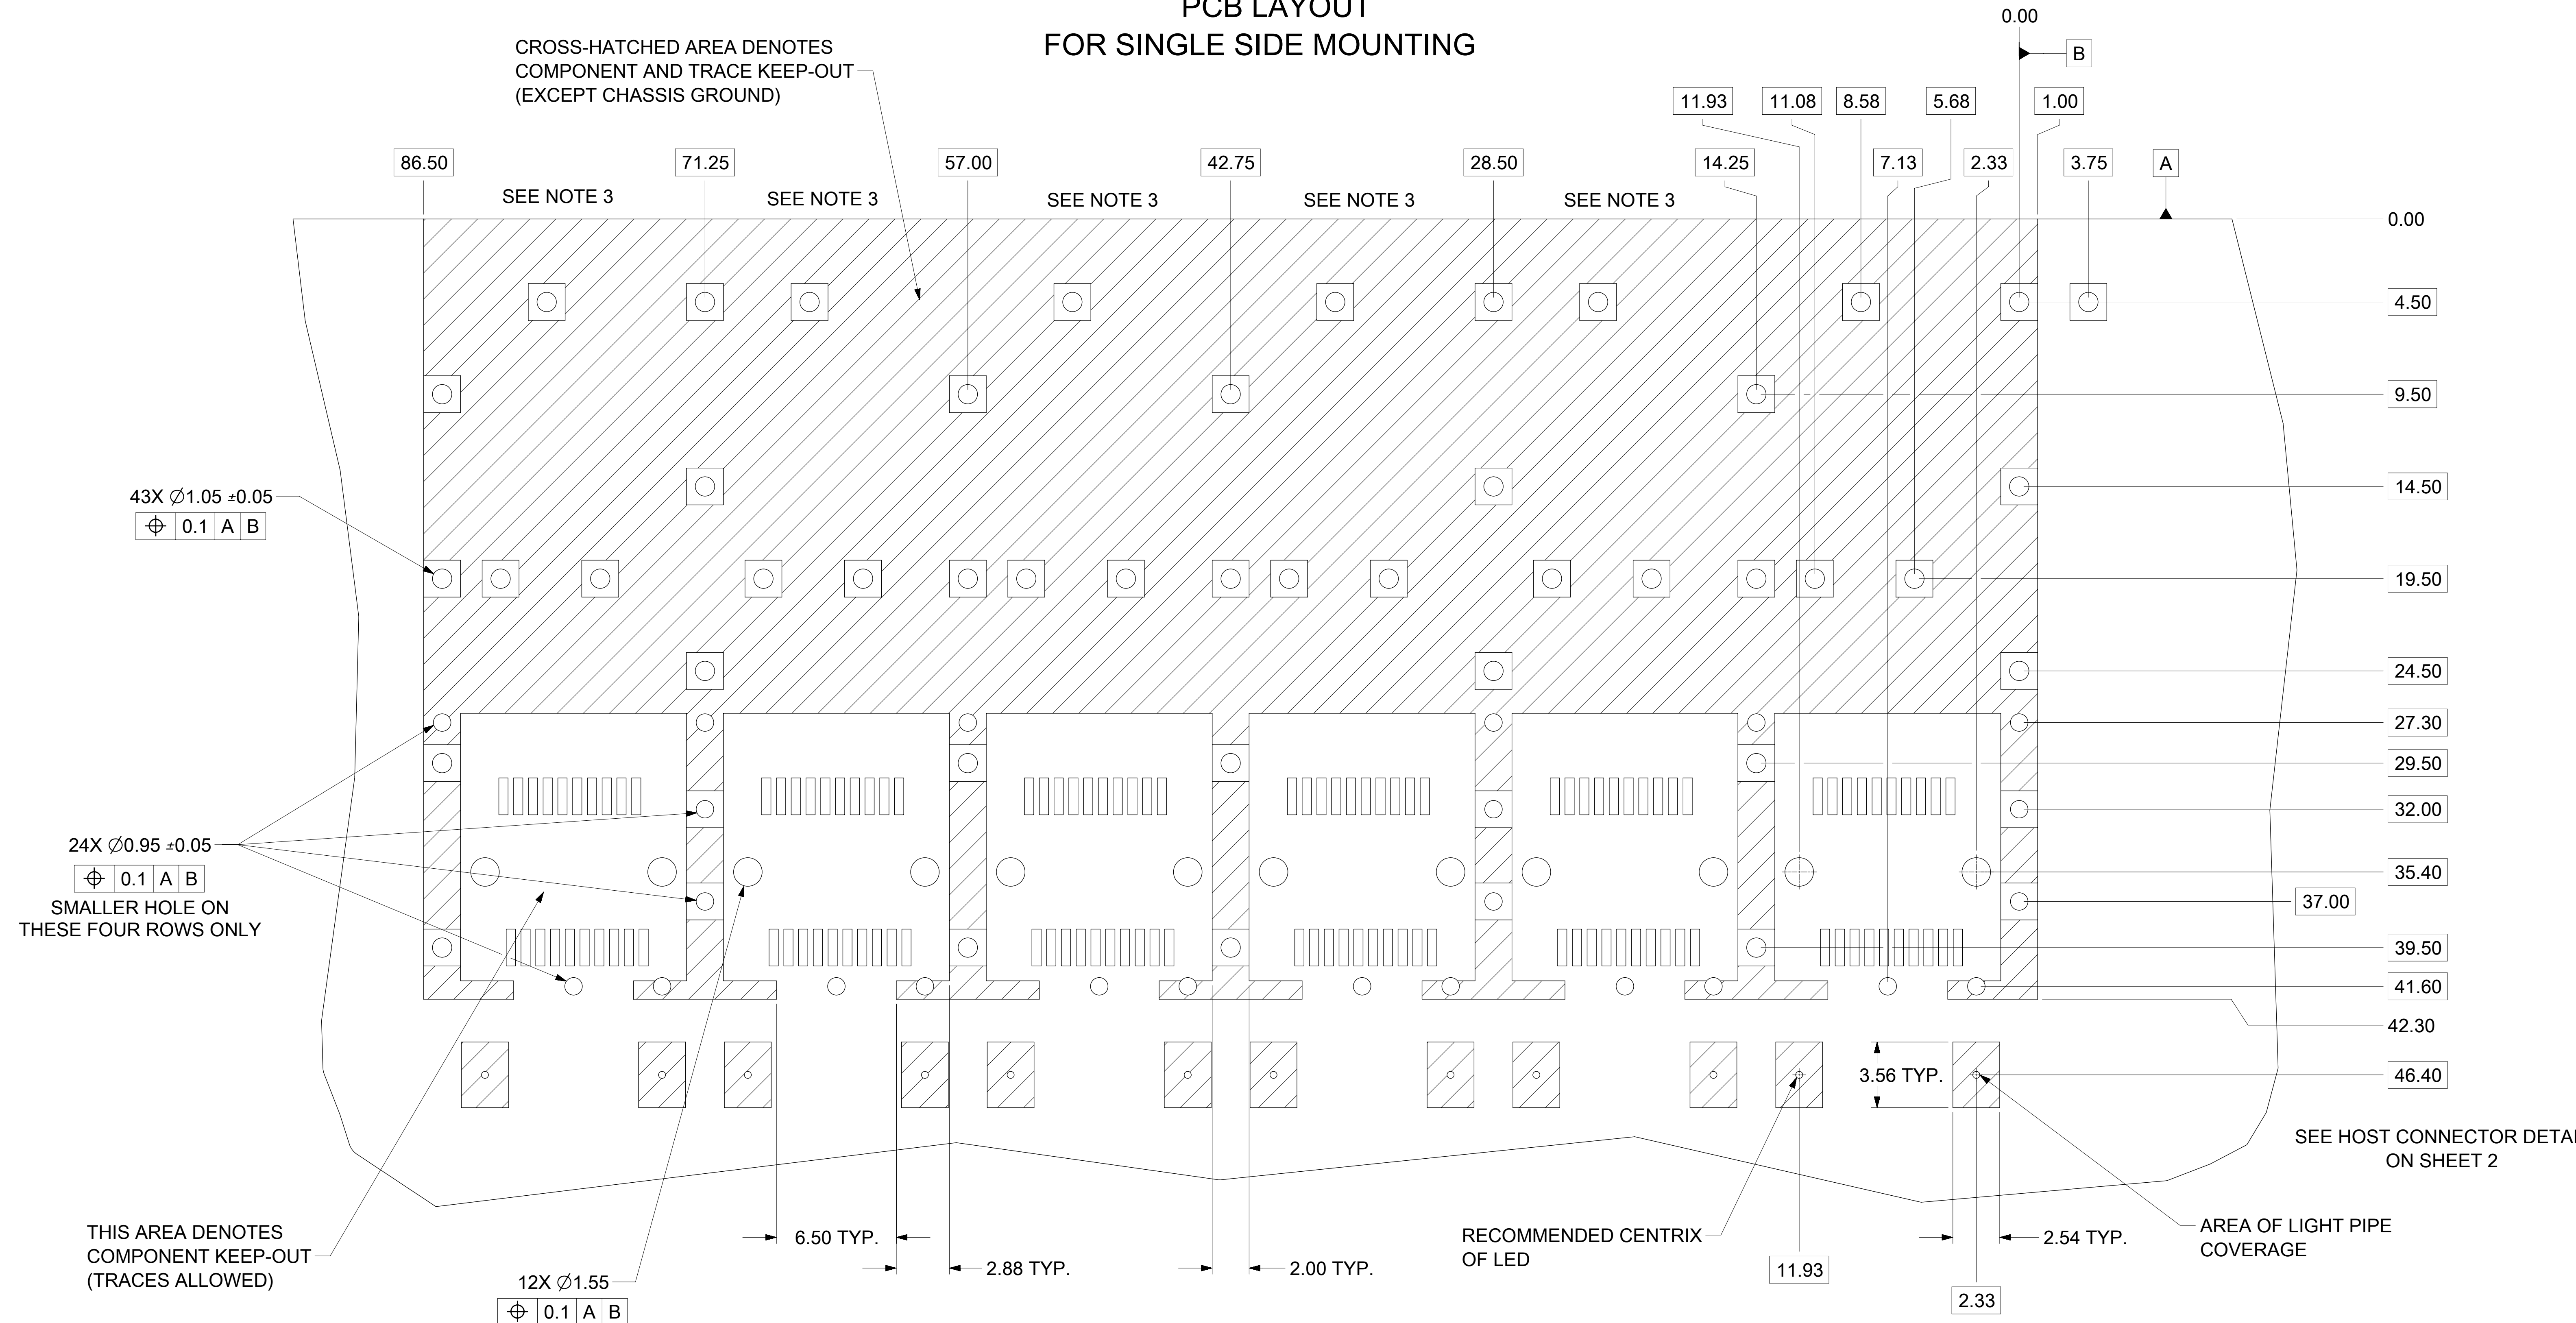 PCB LAYOUT
FOR SINGLE SIDE MOUNTING
0.00
B
CROSS-HATCHED AREA DENOTES
COMPONENT AND TRACE KEEP-OUT
(EXCEPT CHASSIS GROUND)
11.93
11.08
8.58
5.68
1.00
86.50
71.25
57.00
42.75
28.50
14.25
7.13
2.33
3.75
A
SEE NOTE 3
SEE NOTE 3
SEE NOTE 3
SEE NOTE 3
SEE NOTE 3
0.00
4.50
9.50
14.50
43X ∅1.05 ±0.05
⌖ 0.1 A B
19.50
24.50
27.30
29.50
32.00
24X ∅0.95 ±0.05
⌖ 0.1 A B
SMALLER HOLE ON
THESE FOUR ROWS ONLY
35.40
37.00
39.50
41.60
42.30
3.56 TYP.
46.40
SEE HOST CONNECTOR DETA
ON SHEET 2
THIS AREA DENOTES
COMPONENT KEEP-OUT
(TRACES ALLOWED)
6.50 TYP.
2.88 TYP.
2.00 TYP.
RECOMMENDED CENTRIX
OF LED
11.93
2.54 TYP.
AREA OF LIGHT PIPE
COVERAGE
2.33
12X ∅1.55
⌖ 0.1 A B